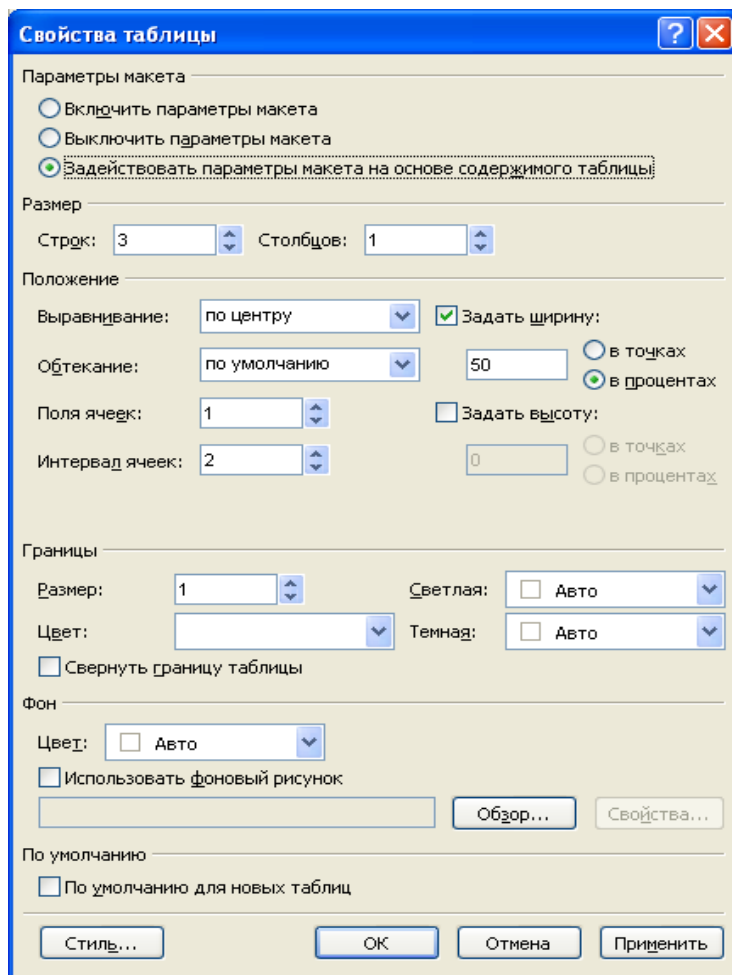 Свойства таблицы
Параметры макета
Включить параметры макета
Выключить параметры макета
Задействовать параметры макета на основе содержимого таблицы
Размер
Строк: 3 Столбцов: 1
Положение
Выравнивание: по центру Задать ширину:
Обтекание: по умолчанию 50 в точках
в процентах
Поля ячеек: 1 Задать высоту:
Интервал ячеек: 2 0 в точках
в процентах
Границы
Размер: 1 Светлая: Авто
Цвет: Темная: Авто
Свернуть границу таблицы
Фон
Цвет: Авто
Использовать фоновый рисунок
Обзор... Свойства...
По умолчанию
По умолчанию для новых таблиц
Стиль... ОК Отмена Применить